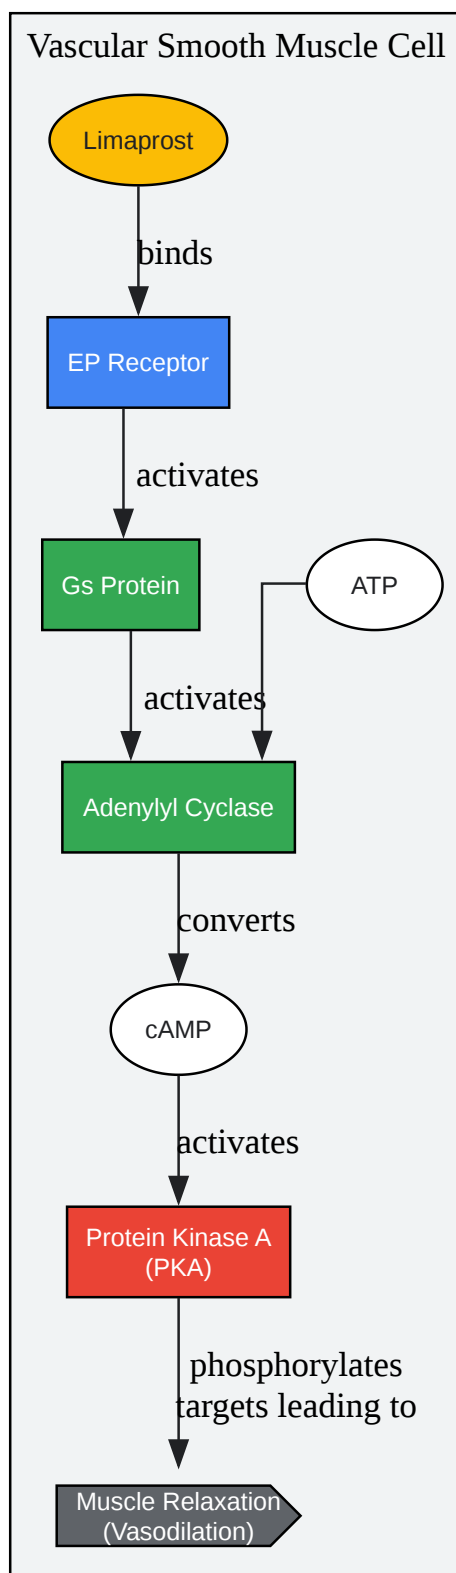 Vascular Smooth Muscle Cell
Limaprost
binds
EP Receptor
activates
Gs Protein
ATP
activates
Adenylyl Cyclase
converts
cAMP
activates
Protein Kinase A
(PKA)
phosphorylates
targets leading to
Muscle Relaxation
(Vasodilation)